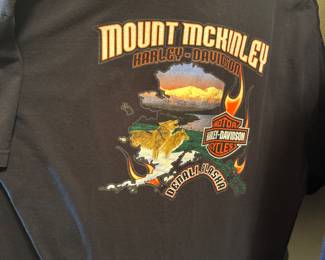 MOUNT MCKINLEY
HARLEY-DAVIDSON
MOTOR
HARLEY-DAVIDSON
CYCLES
DENALI, ALASKA